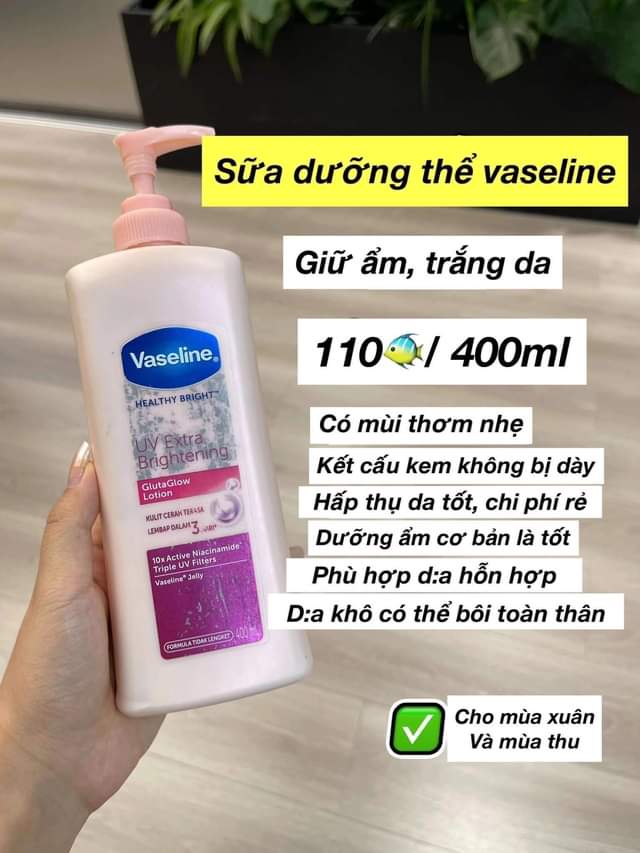 Sữa dưỡng thể vaseline
Giữ ẩm, trắng da
110🐠/ 400ml
Có mùi thơm nhẹ
Kết cấu kem không bị dày
Hấp thụ da tốt, chi phí rẻ
Dưỡng ẩm cơ bản là tốt
Phù hợp d:a hỗn hợp
D:a khô có thể bôi toàn thân
Cho mùa xuân
Và mùa thu
Vaseline®
HEALTHY BRIGHT™
UV Extra
Brightening
GlutaGlow
Lotion
KULIT CERAH TERASA
LEMBAP DALAM 3
10x Active Niacinamide
Triple UV Filters
Vaseline® Jelly
FORMULA TIDAK LENGKET
400